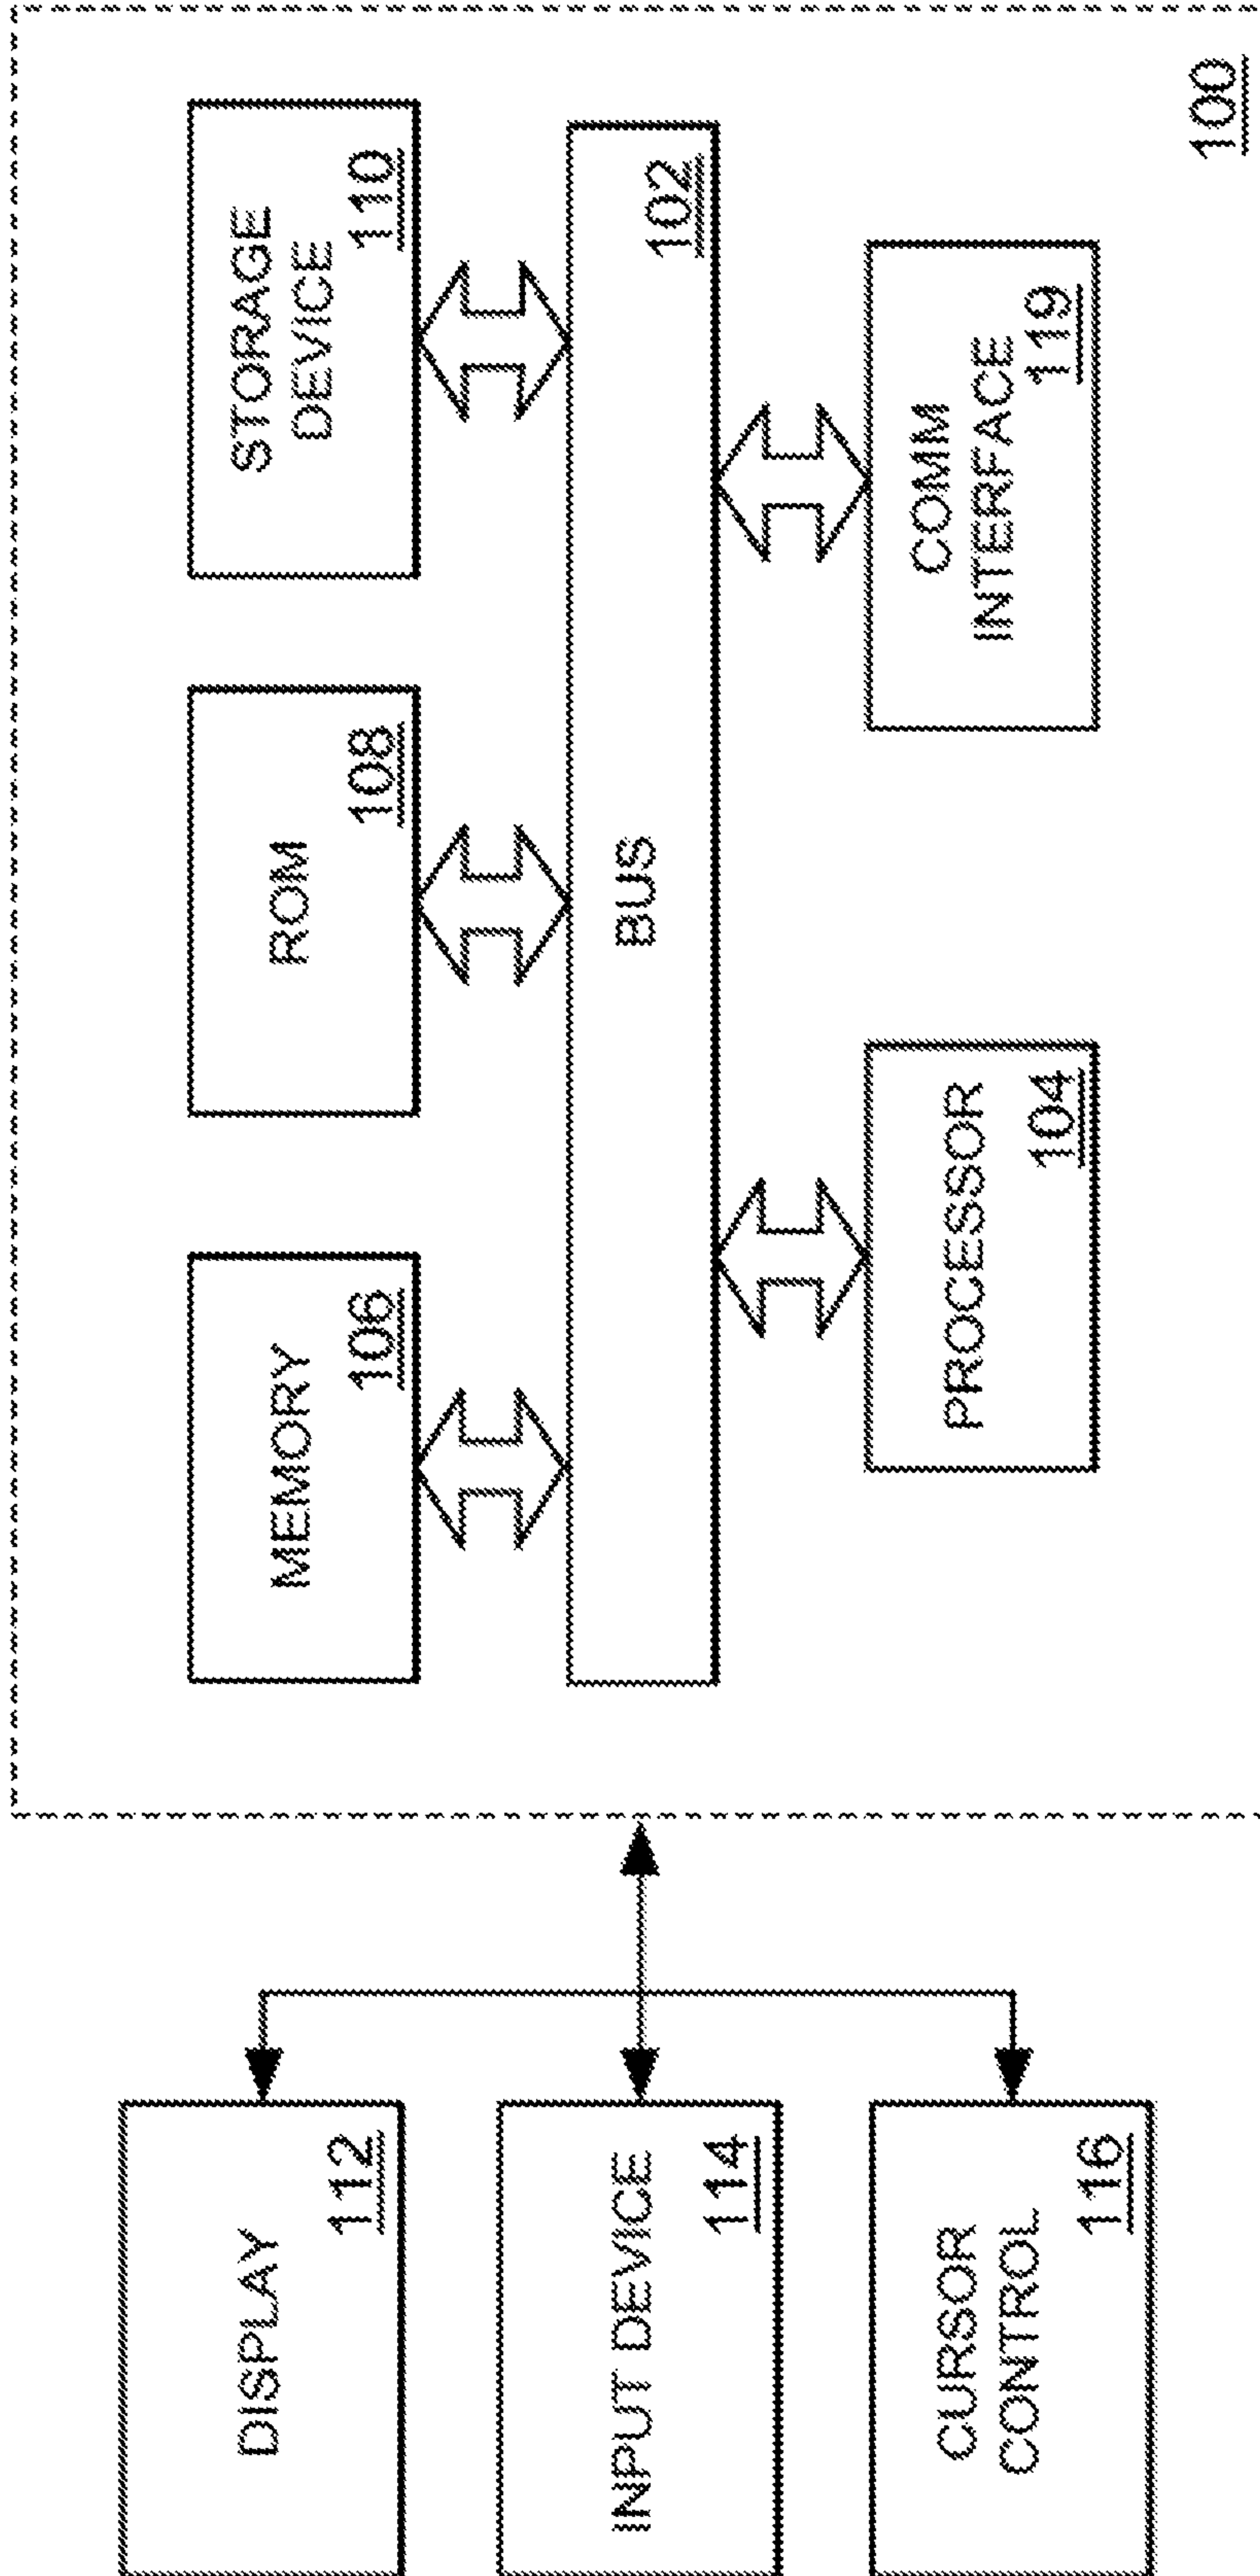 DISPLAY
112
INPUT DEVICE
114
CURSOR
CONTROL
116
MEMORY
106
ROM
108
STORAGE
DEVICE
110
BUS
102
PROCESSOR
104
COMM
INTERFACE
119
100